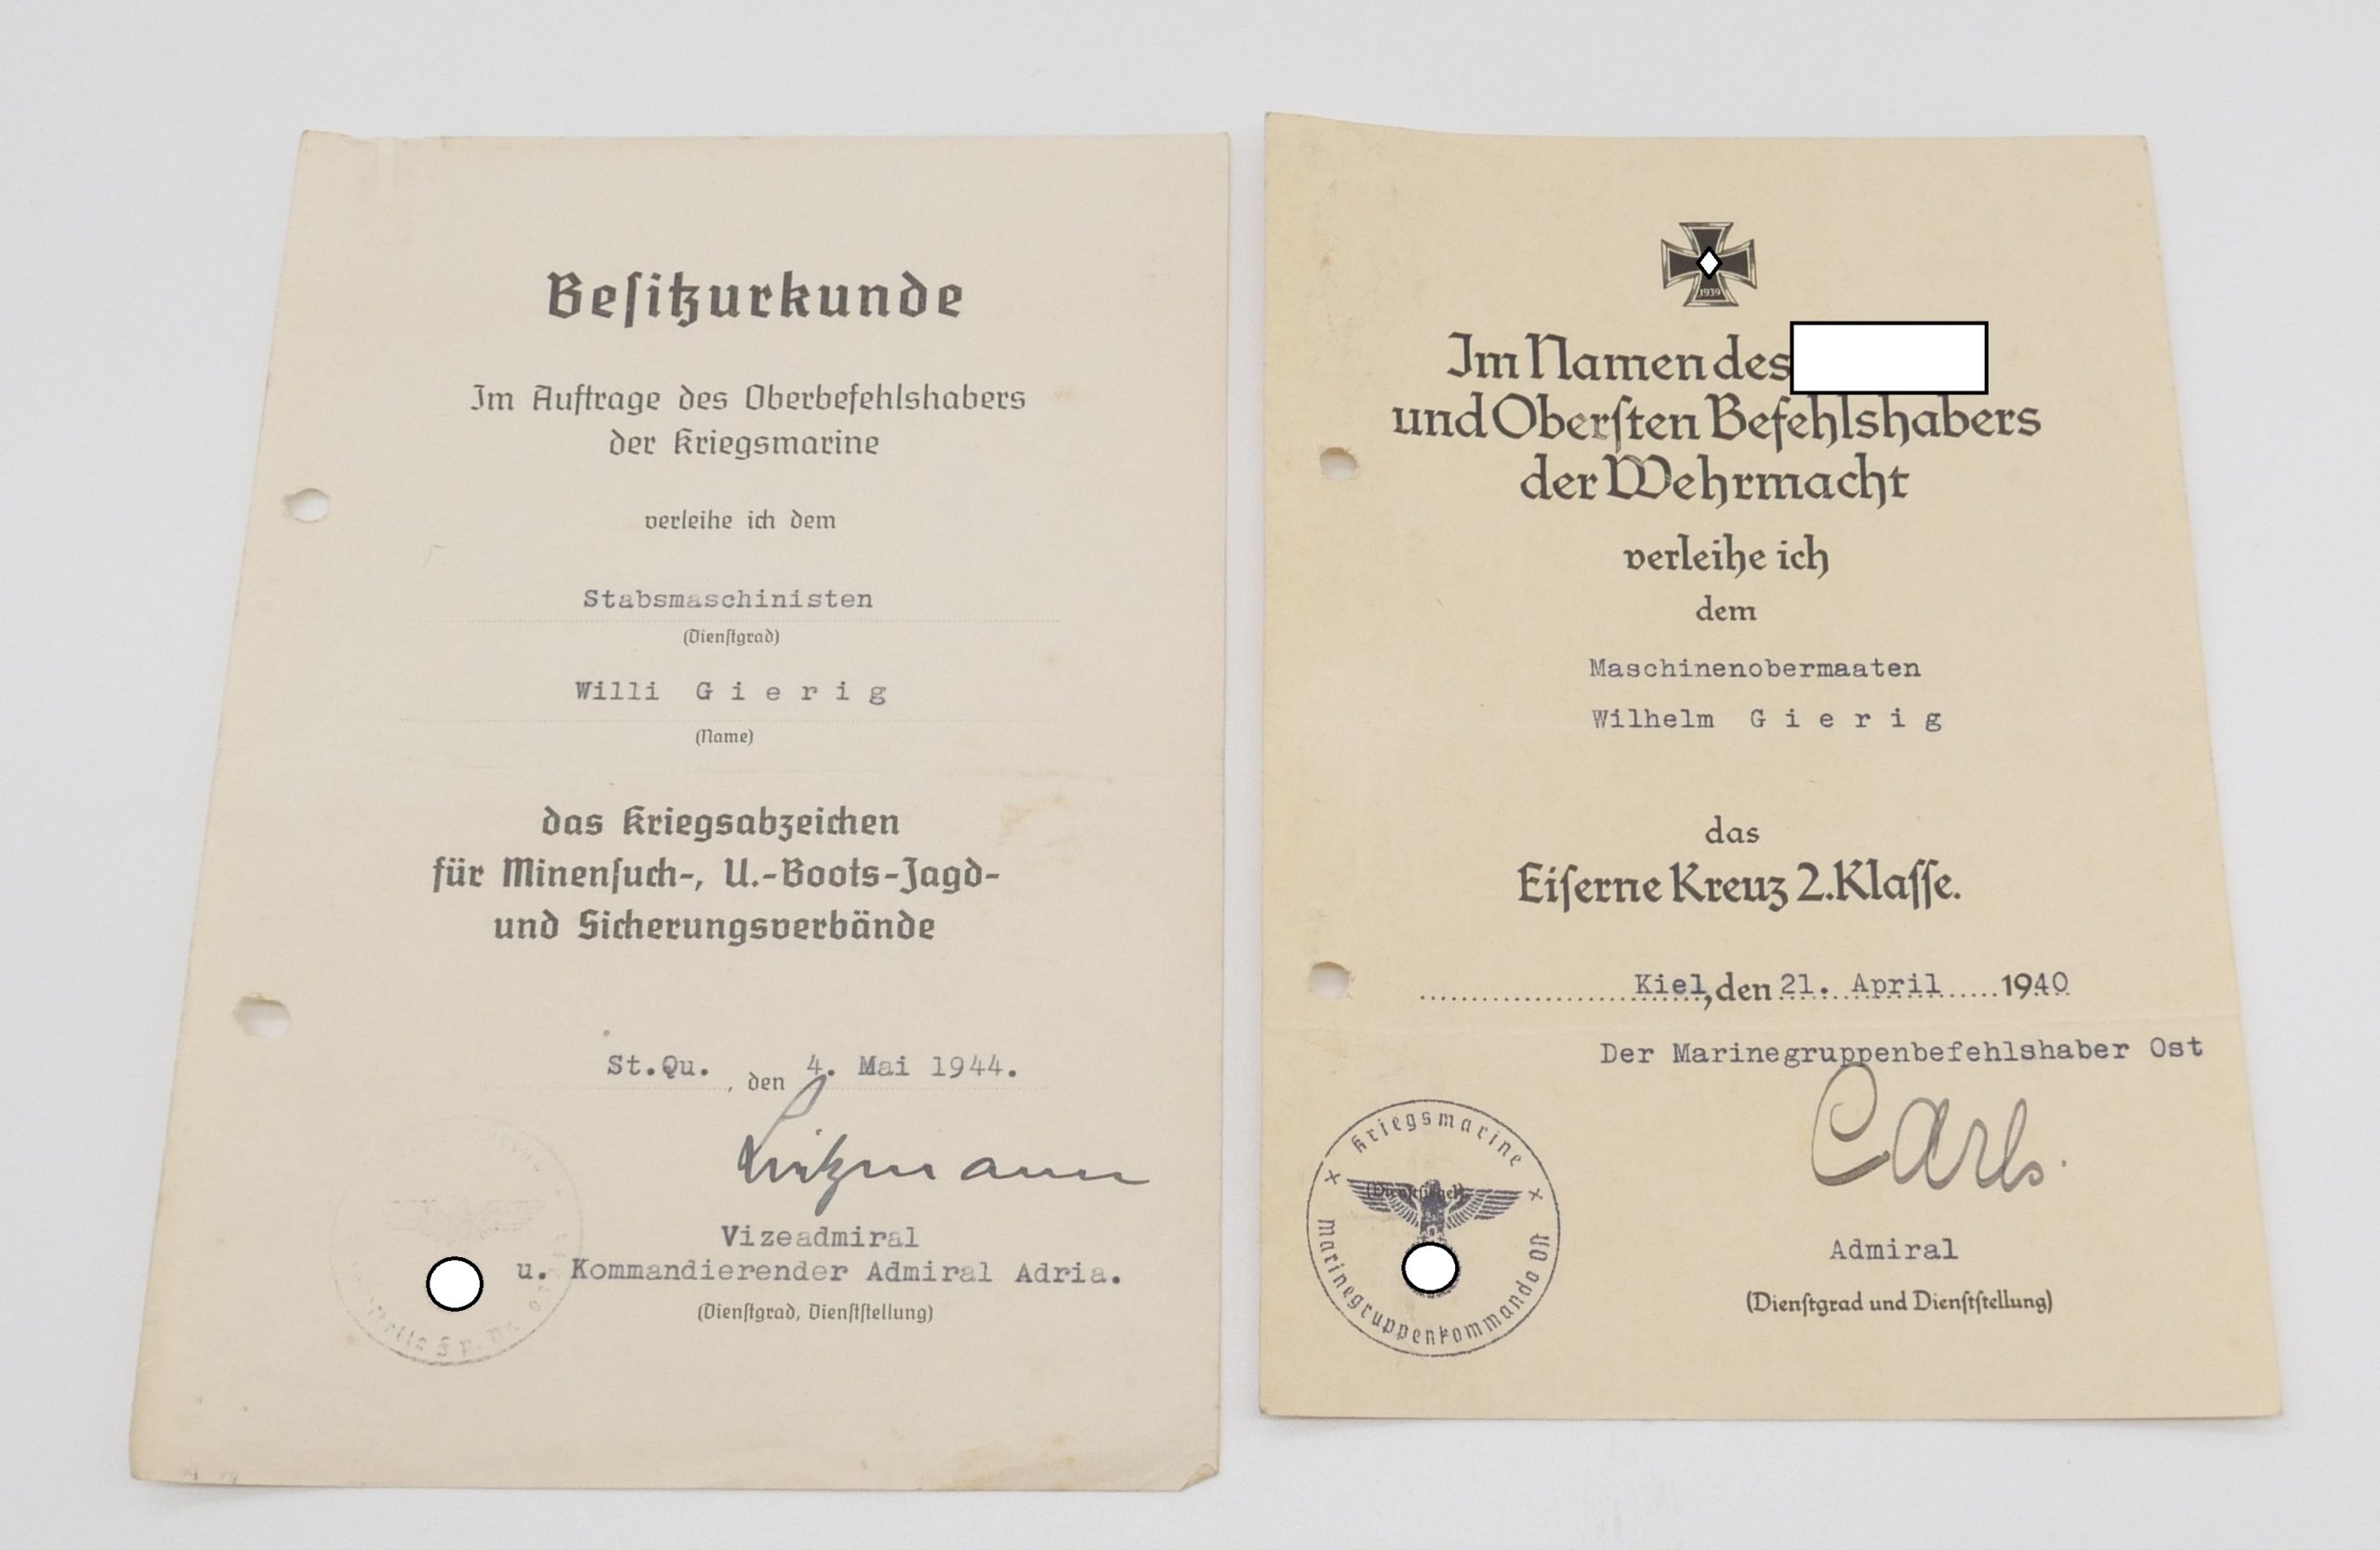 Besitzurkunde
Im Auftrage des Oberbefehlshabers
der Kriegsmarine
verleihe ich dem
Stabsmaschinisten
(Dienstgrad)
Willi Gierig
(Name)
das Kriegsabzeichen
für Minensuch-, U.-Boots-Jagd-
und Sicherungsverbände
St.Qu. , den 4. Mai 1944.
Vizeadmiral
u. Kommandierender Admiral Adria.
(Dienstgrad, Dienststellung)
1939
Im Namen des
und Obersten Befehlshabers
der Wehrmacht
verleihe ich
dem
Maschinenobermaaten
Wilhelm Gierig
das
Eiserne Kreuz 2.Klasse.
Kiel, den 21. April 1940
Der Marinegruppenbefehlshaber Ost
Carls.
Kriegsmarine
(Dienstsiegel)
Marinegruppenkommando Ost
Admiral
(Dienstgrad und Dienststellung)